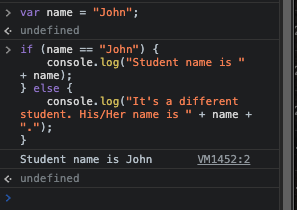 > var name = "John";
< undefined
> if (name == "John") {
console.log("Student name is "
+ name);
} else {
console.log("It's a different
student. His/Her name is " + name +
".");
}
Student name is John VM1452:2
< undefined
>